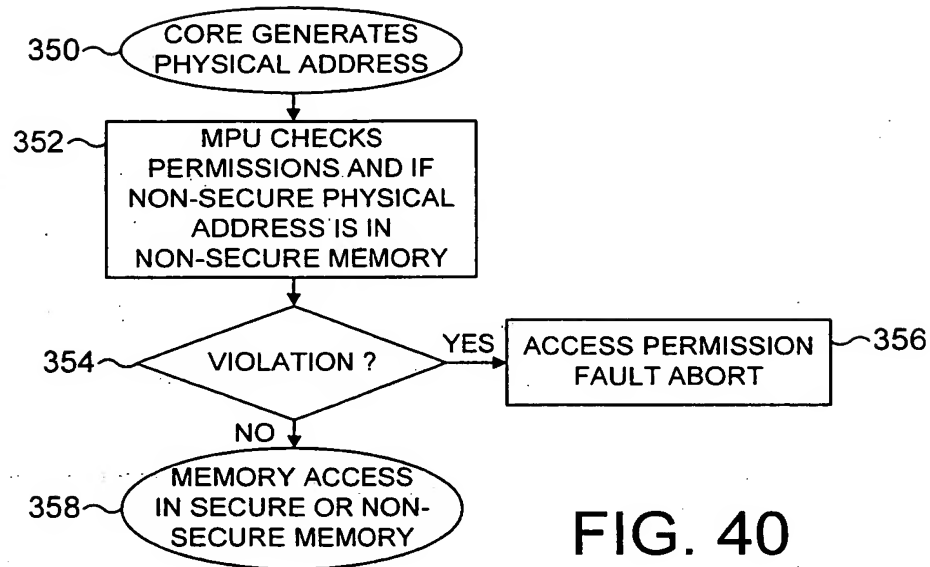 350
CORE GENERATES
PHYSICAL ADDRESS
352
MPU CHECKS
PERMISSIONS AND IF
NON-SECURE PHYSICAL
ADDRESS IS IN
NON-SECURE MEMORY
354
VIOLATION ?
YES
ACCESS PERMISSION
FAULT ABORT
356
NO
358
MEMORY ACCESS
IN SECURE OR NON-
SECURE MEMORY
FIG. 40